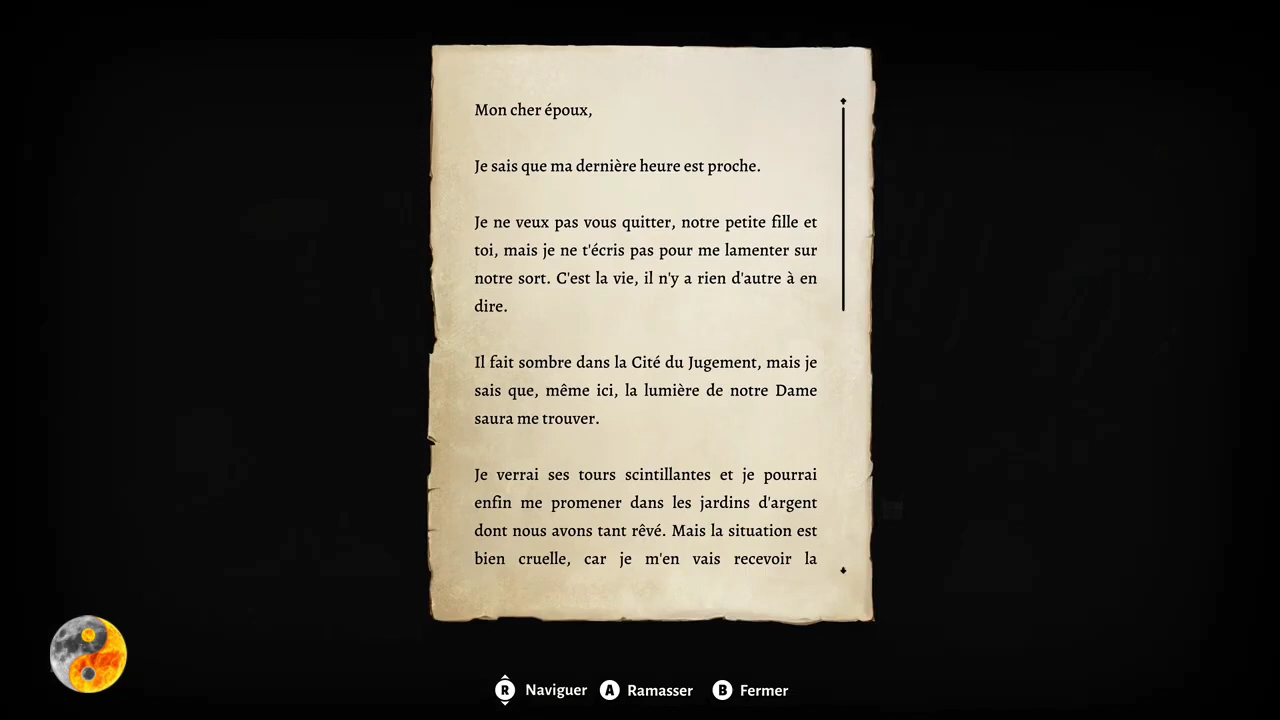 Mon cher époux,
Je sais que ma dernière heure est proche.
Je ne veux pas vous quitter, notre petite fille et
toi, mais je ne t'écris pas pour me lamenter sur
notre sort. C'est la vie, il n'y a rien d'autre à en
dire.
Il fait sombre dans la Cité du Jugement, mais je
sais que, même ici, la lumière de notre Dame
saura me trouver.
Je verrai ses tours scintillantes et je pourrai
enfin me promener dans les jardins d'argent
dont nous avons tant rêvé. Mais la situation est
bien cruelle, car je m'en vais recevoir la
R Naviguer A Ramasser B Fermer